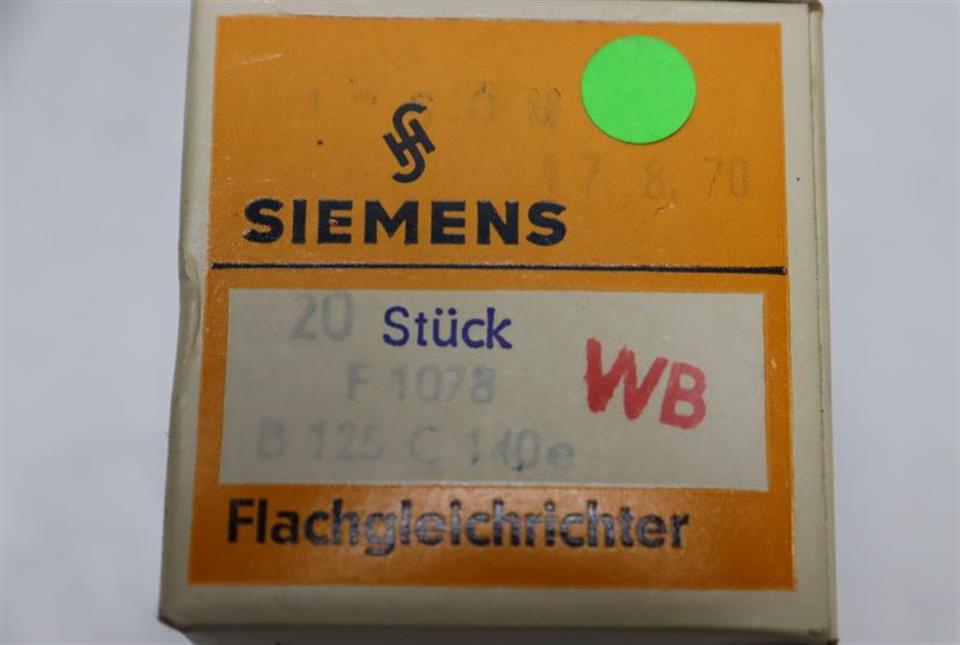 17. 8. 70
SIEMENS
20 Stück
WB
F 1078
B 125 C 140e
Flachgleichrichter